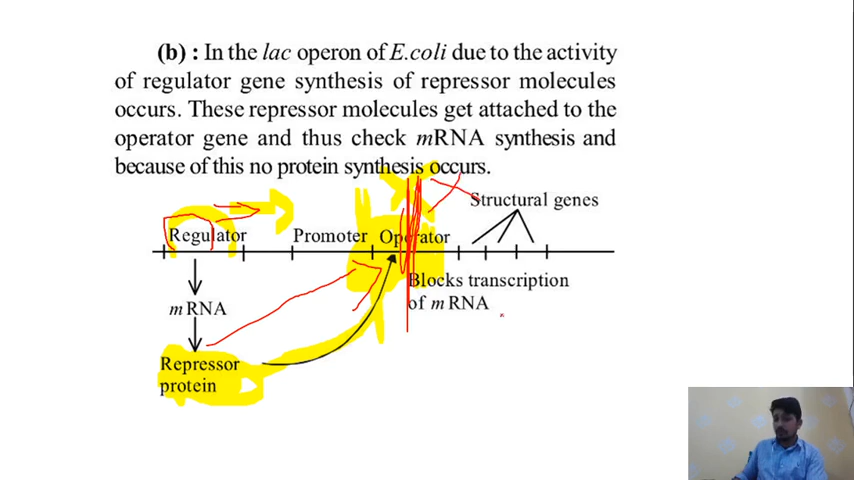 (b) : In the lac operon of E.coli due to the activity
of regulator gene synthesis of repressor molecules
occurs. These repressor molecules get attached to the
operator gene and thus check mRNA synthesis and
because of this no protein synthesis occurs.
Structural genes
Regulator Promoter Operator
Blocks transcription
of mRNA
mRNA
Repressor
protein